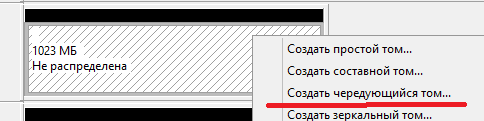 1023 МБ
Не распределена
Создать простой том...
Создать составной том...
Создать чередующийся том...
Создать зеркальный том...